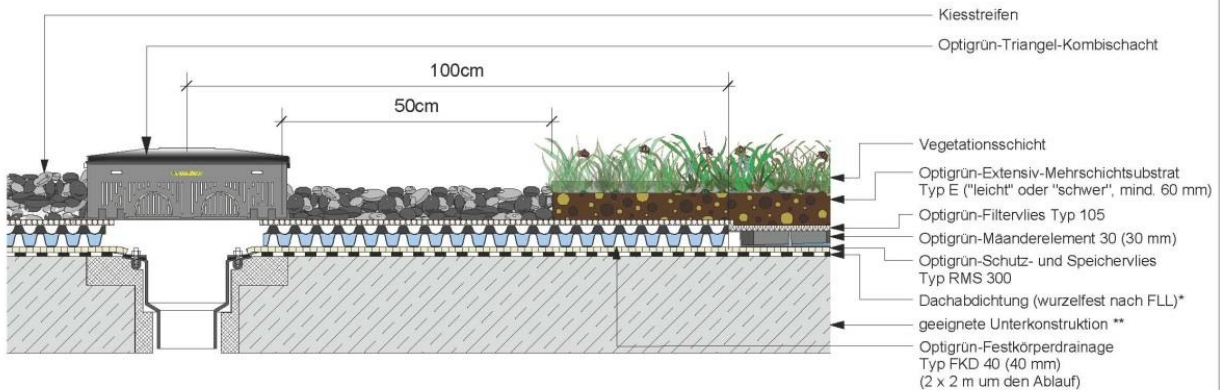 Kiesstreifen
Optigrün-Triangel-Kombischacht
100cm
50cm
Vegetationsschicht
Optigrün-Extensiv-Mehrschichtsubstrat
Typ E ("leicht" oder "schwer", mind. 60 mm)
Optigrün-Filtervlies Typ 105
Optigrün-Mäanderelement 30 (30 mm)
Optigrün-Schutz- und Speichervlies
Typ RMS 300
Dachabdichtung (wurzelfest nach FLL)*
geeignete Unterkonstruktion **
Optigrün-Festkörperdrainage
Typ FKD 40 (40 mm)
(2 x 2 m um den Ablauf)